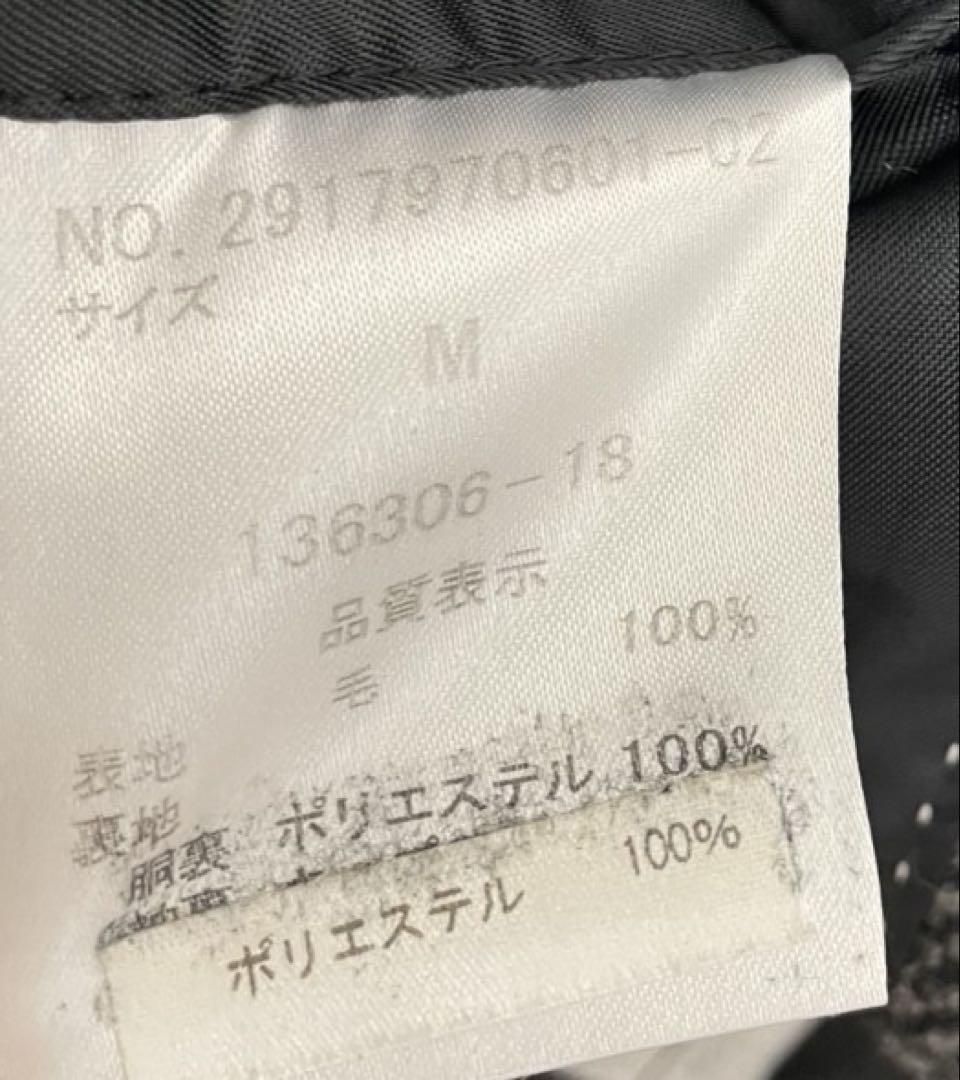 NO. 2917970601-02
サイズ
M
136306-18
品質表示
表地 毛 100%
裏地
胴裏 ポリエステル 100%
ポリエステル 100%